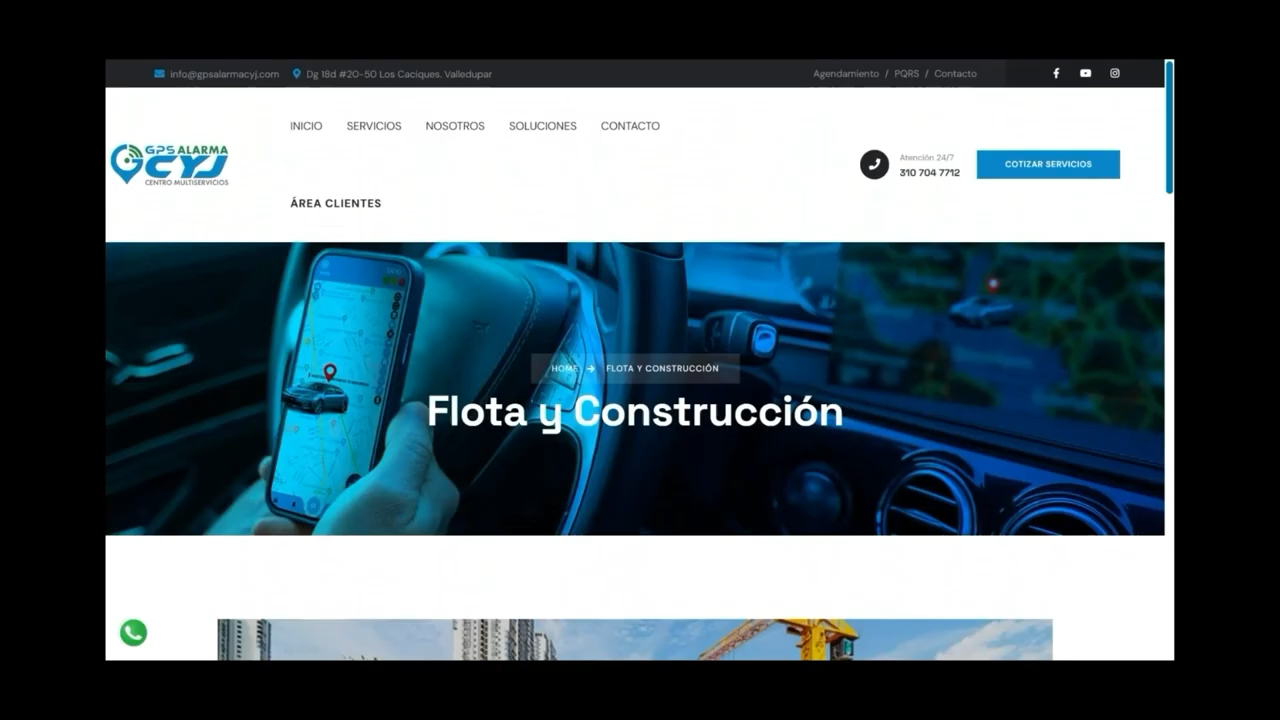 info@gpsalarmacyj.com Dg 18d #20-50 Los Caciques. Valledupar
Agendamiento / PQRS / Contacto
INICIO SERVICIOS NOSOTROS SOLUCIONES CONTACTO
GPS ALARMA
CYJ
CENTRO MULTISERVICIOS
Atención 24/7
310 704 7712
COTIZAR SERVICIOS
ÁREA CLIENTES
HOME → FLOTA Y CONSTRUCCIÓN
Flota y Construcción